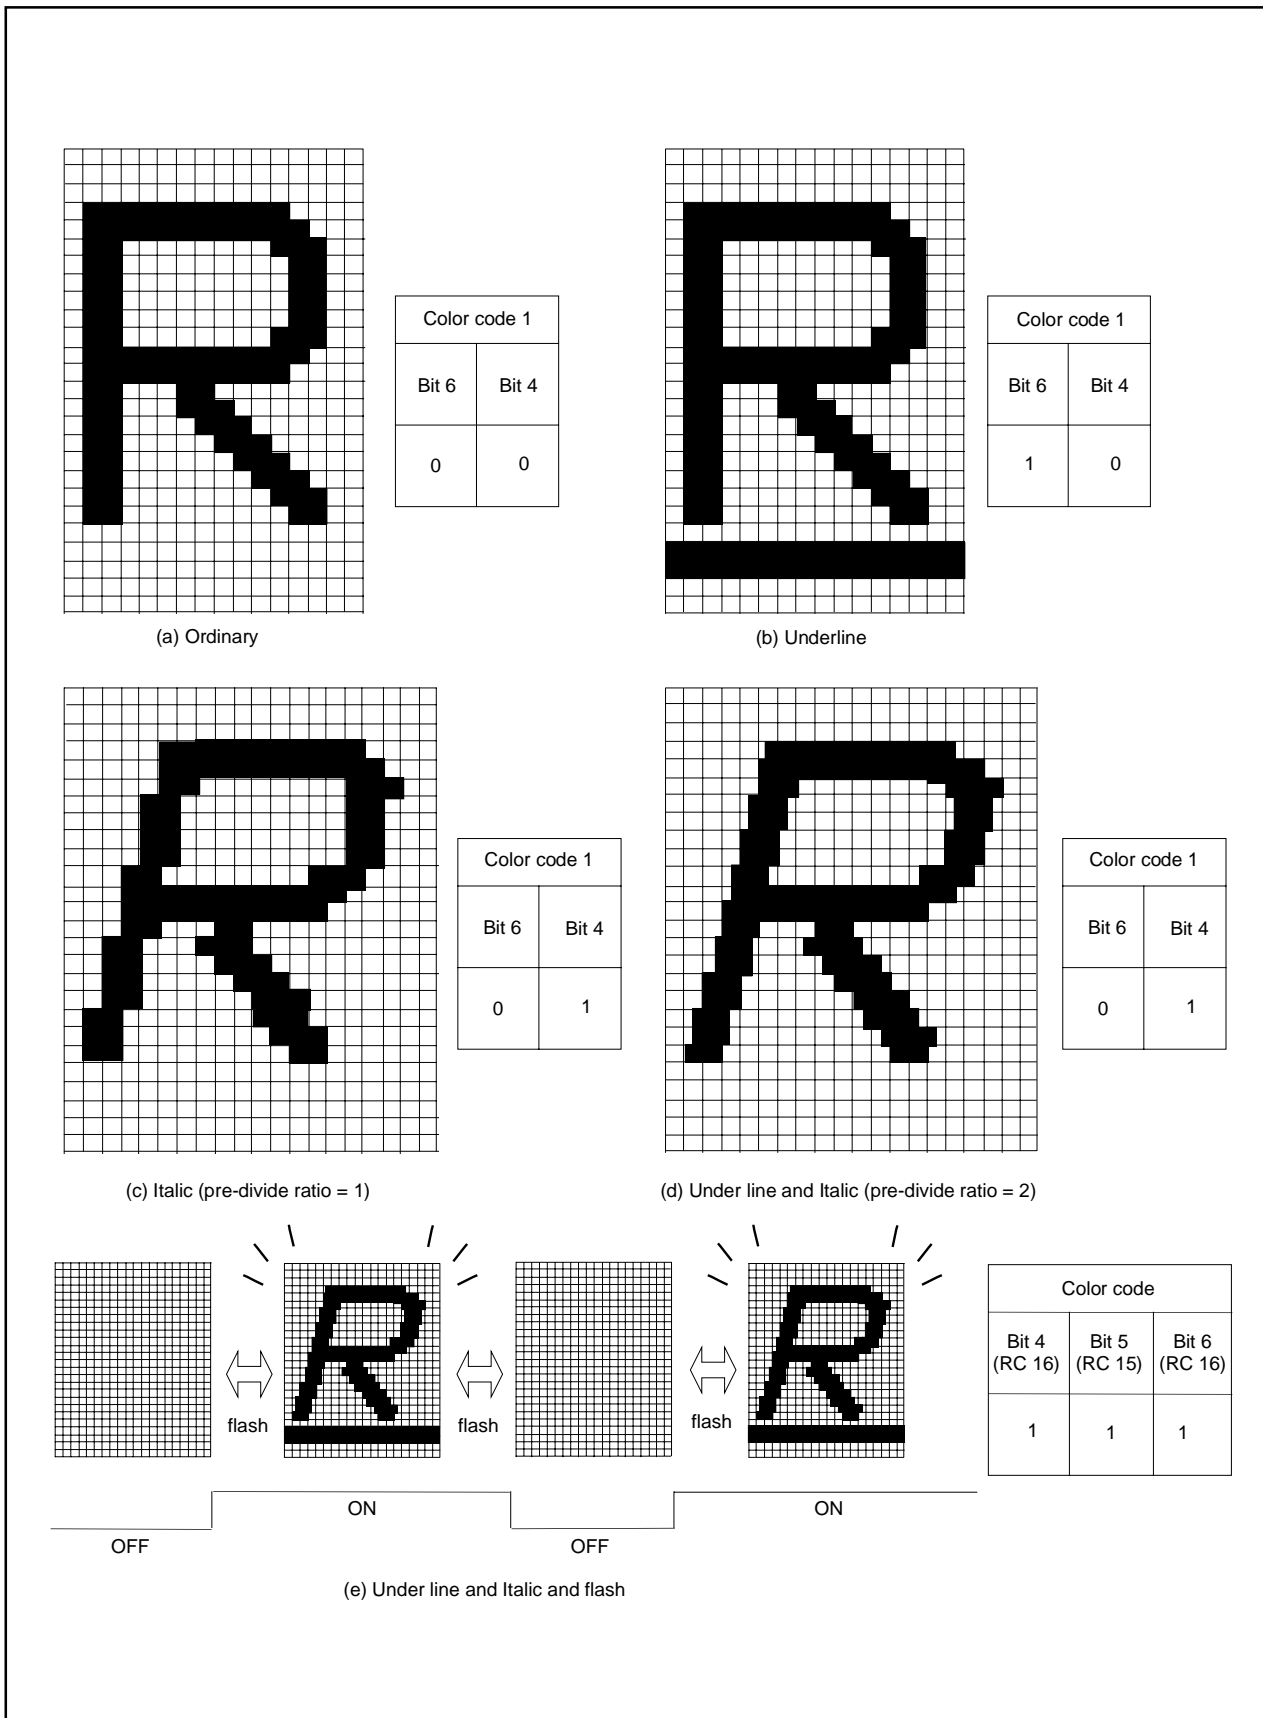 Color code 1
Bit 6 Bit 4
0 0
(a) Ordinary
Color code 1
Bit 6 Bit 4
1 0
(b) Underline
Color code 1
Bit 6 Bit 4
0 1
(c) Italic (pre-divide ratio = 1)
Color code 1
Bit 6 Bit 4
0 1
(d) Under line and Italic (pre-divide ratio = 2)
flash
flash
flash
Color code
Bit 4 Bit 5 Bit 6
(RC 16) (RC 15) (RC 16)
1 1 1
OFF
ON
OFF
ON
(e) Under line and Italic and flash